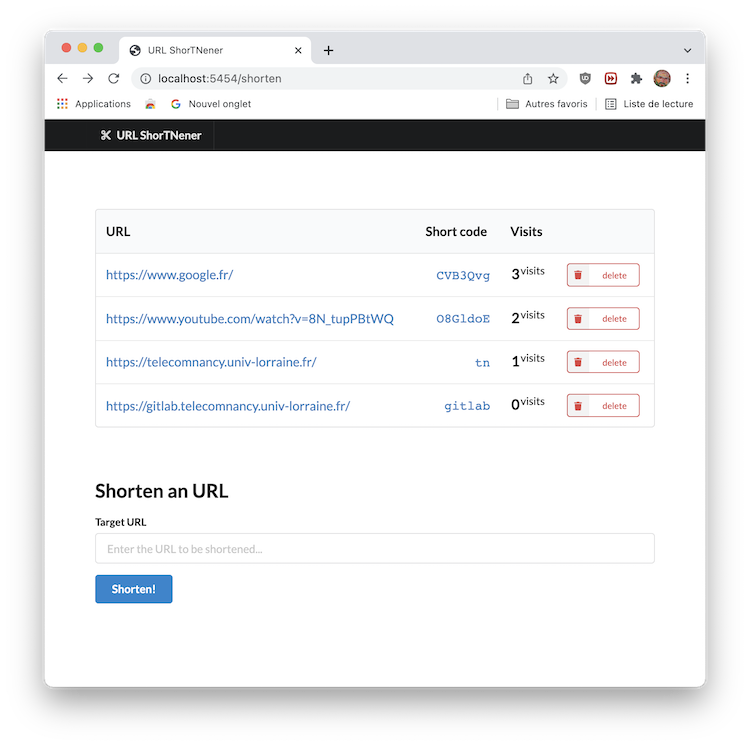 URL ShorTNener
localhost:5454/shorten
Applications
Nouvel onglet
Autres favoris
Liste de lecture
URL ShorTNener
URL Short code Visits
https://www.google.fr/ CVB3Qvg 3 visits delete
https://www.youtube.com/watch?v=8N_tupPBtWQ O8GldoE 2 visits delete
https://telecomnancy.univ-lorraine.fr/ tn 1 visits delete
https://gitlab.telecomnancy.univ-lorraine.fr/ gitlab 0 visits delete
Shorten an URL
Target URL
Enter the URL to be shortened...
Shorten!